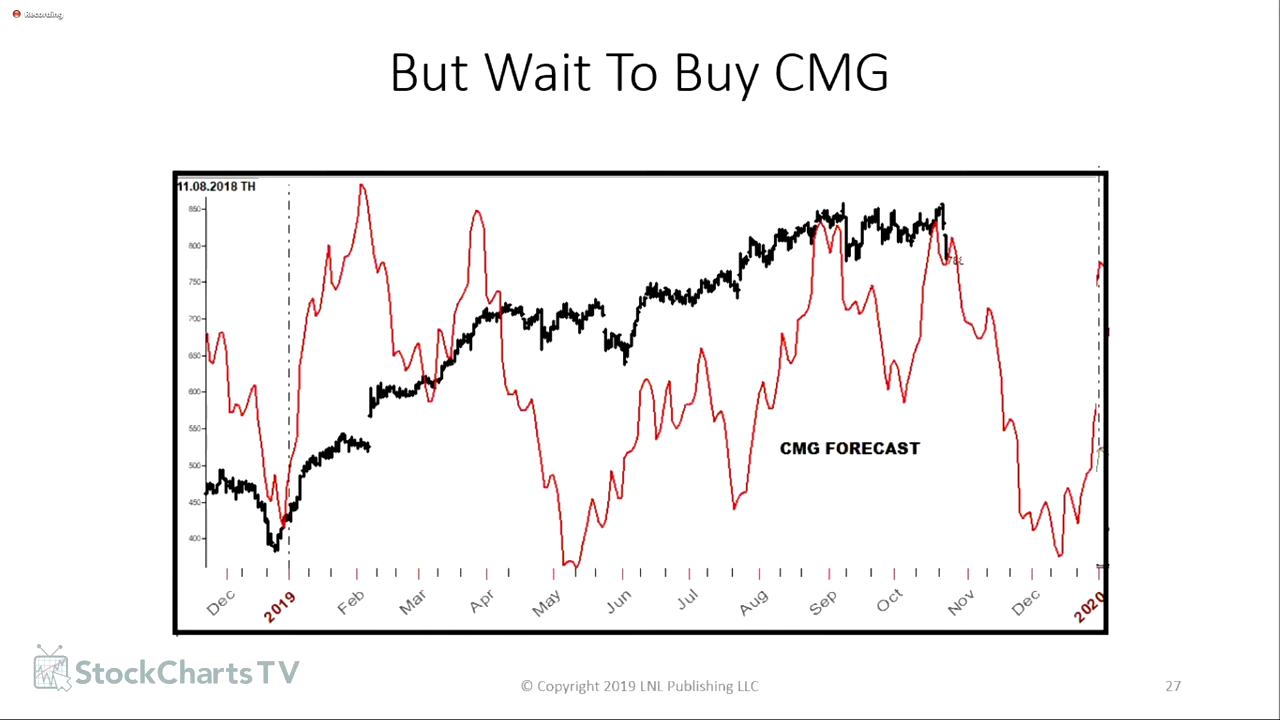 Recording
But Wait To Buy CMG
11.08.2018 TH
850
800
750
700
650
600
550
500
450
400
CMG FORECAST
Dec
2019
Feb
Mar
Apr
May
Jun
Jul
Aug
Sep
Oct
Nov
Dec
2020
StockCharts TV
© Copyright 2019 LNL Publishing LLC
27